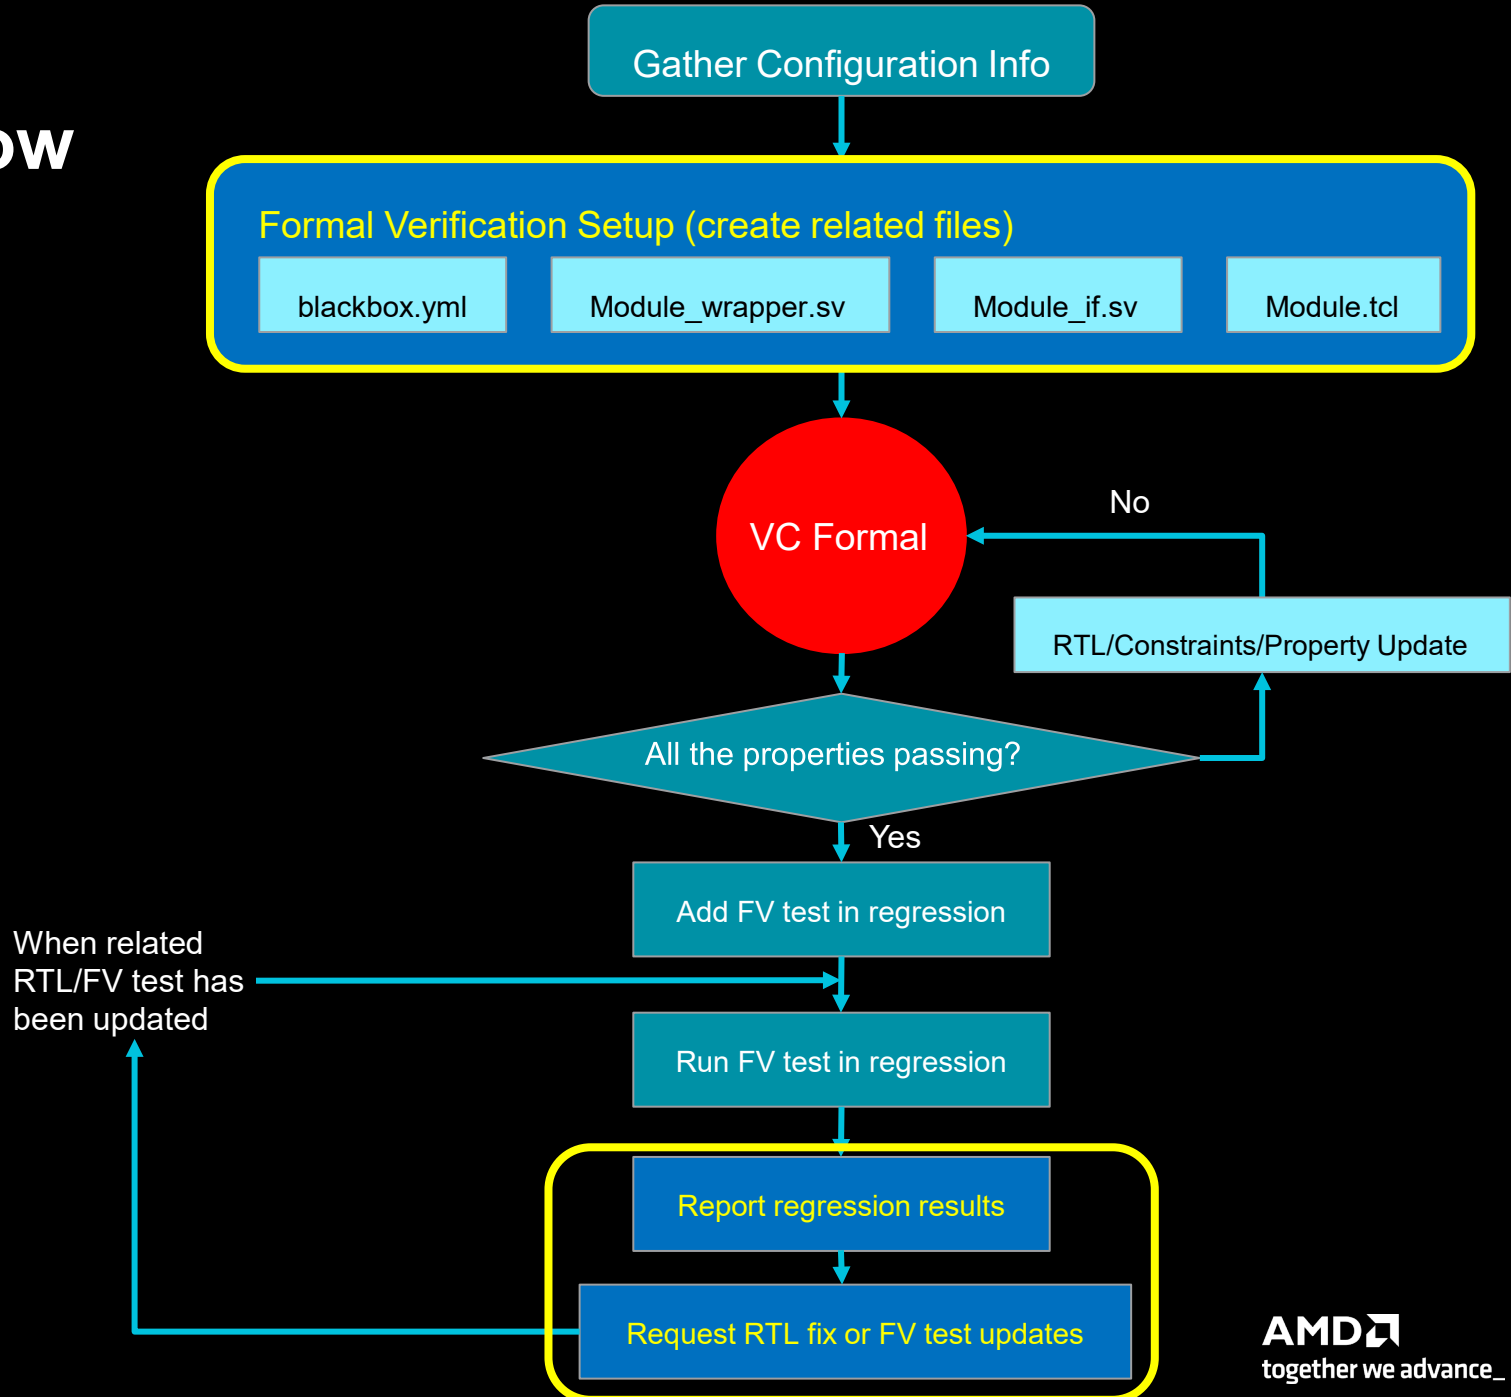 Gather Configuration Info
ow
Formal Verification Setup (create related files)
blackbox.yml
Module_wrapper.sv
Module_if.sv
Module.tcl
VC Formal
No
RTL/Constraints/Property Update
All the properties passing?
Yes
Add FV test in regression
When related
RTL/FV test has
been updated
Run FV test in regression
Report regression results
Request RTL fix or FV test updates
AMD
together we advance_